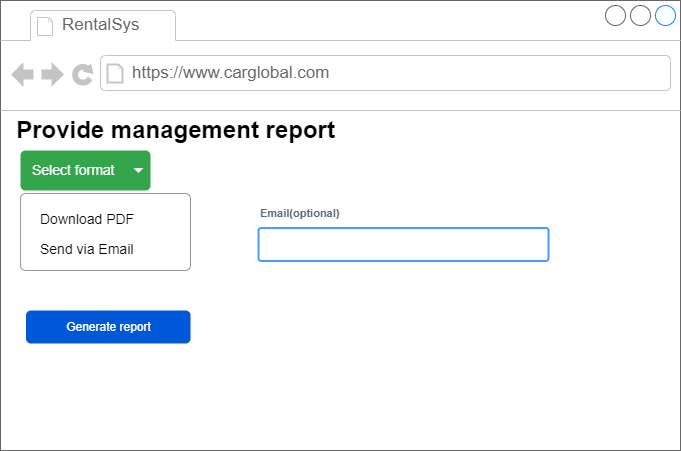 RentalSys
https://www.carglobal.com
Provide management report
Select format
Download PDF
Send via Email
Email(optional)
Generate report